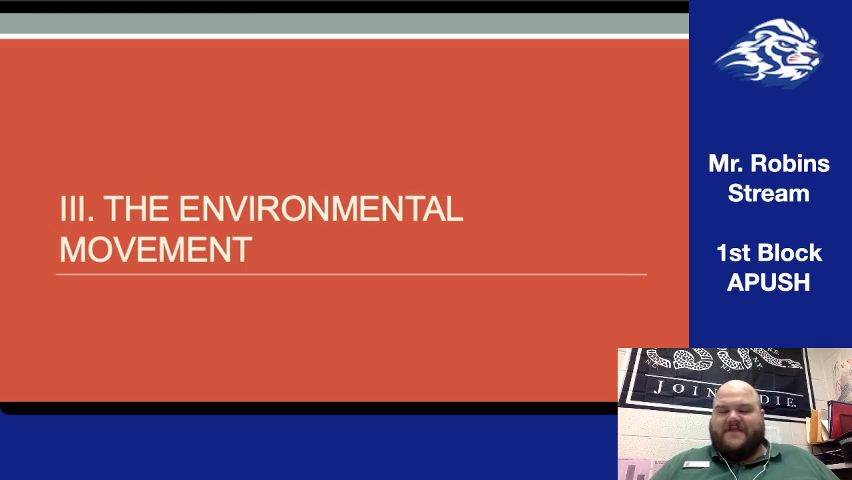 III. THE ENVIRONMENTAL
MOVEMENT
Mr. Robins
Stream
1st Block
APUSH
JOIN DIE.